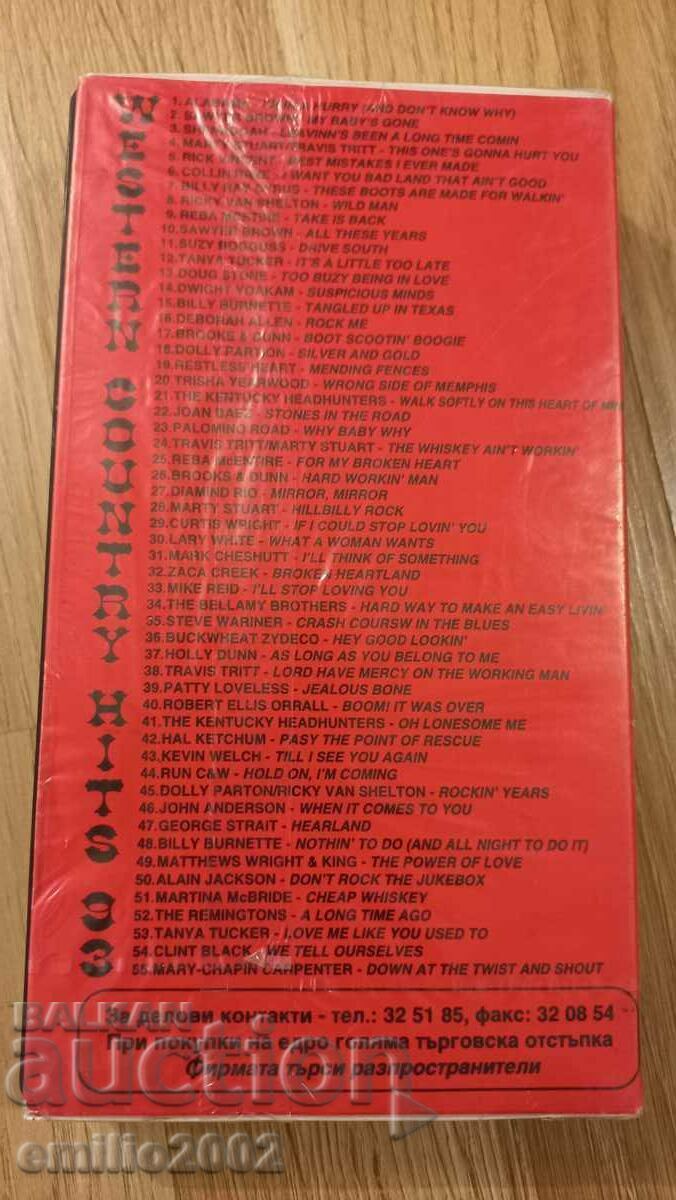 WESTERN COUNTRY HITS 93
1. ALABAMA - HURRY (AND DON'T KNOW WHY)
2. SAWYER BROWN - MY BABY'S GONE
3. SHENANDOAH - LEAVINN'S BEEN A LONG TIME COMIN
4. MARTY STUART/TRAVIS TRITT - THIS ONE'S GONNA HURT YOU
5. RICK VINCENT - BEST MISTAKES I EVER MADE
6. COLLIN RAYE - I WANT YOU BAD LAND THAT AIN'T GOOD
7. BILLY RAY CYRUS - THESE BOOTS ARE MADE FOR WALKIN'
8. RICKY VAN SHELTON - WILD MAN
9. REBA - TAKE IS BACK
10. SAWYER BROWN - ALL THESE YEARS
11. SUZY BOGGUSS - DRIVE SOUTH
12. TANYA TUCKER - IT'S A LITTLE TOO LATE
13. DOUG STONE - TOO BUZY BEING IN LOVE
14. DWIGHT YOAKAM - SUSPICIOUS MINDS
15. BILLY BURNETTE - TANGLED UP IN TEXAS
16. DEBORAH ALLEN - ROCK ME
17. BROOKS & DUNN - BOOT SCOOTIN' BOOGIE
18. DOLLY PARTON - SILVER AND GOLD
19. RESTLESS HEART - MENDING FENCES
20. TRISHA YEARWOOD - WRONG SIDE OF MEMPHIS
21. THE KENTUCKY HEADHUNTERS - WALK SOFTLY ON THIS HEART OF MIN
22. JOAN BAEZ - STONES IN THE ROAD
23. PALOMINO ROAD - WHY BABY WHY
24. TRAVIS TRITT/MARTY STUART - THE WHISKEY AIN'T WORKIN'
25. REBA McENTIRE - FOR MY BROKEN HEART
26. BROOKS & DUNN - HARD WORKIN' MAN
27. DIAMIND RIO - MIRROR, MIRROR
28. MARTY STUART - HILLBILLY ROCK
29. CURTIS WRIGHT - IF I COULD STOP LOVIN' YOU
30. LARY WHITE - WHAT A WOMAN WANTS
31. MARK CHESHUTT - I'LL THINK OF SOMETHING
32. ZACA CREEK - BROKEN HEARTLAND
33. MIKE REID - I'LL STOP LOVING YOU
34. THE BELLAMY BROTHERS - HARD WAY TO MAKE AN EASY LIVIN'
35. STEVE WARINER - CRASH COURSW IN THE BLUES
36. BUCKWHEAT ZYDECO - HEY GOOD LOOKIN'
37. HOLLY DUNN - AS LONG AS YOU BELONG TO ME
38. TRAVIS TRITT - LORD HAVE MERCY ON THE WORKING MAN
39. PATTY LOVELESS - JEALOUS BONE
40. ROBERT ELLIS ORRALL - BOOM! IT WAS OVER
41. THE KENTUCKY HEADHUNTERS - OH LONESOME ME
42. HAL KETCHUM - PASY THE POINT OF RESCUE
43. KEVIN WELCH - TILL I SEE YOU AGAIN
44. RUN C&W - HOLD ON, I'M COMING
45. DOLLY PARTON/RICKY VAN SHELTON - ROCKIN' YEARS
46. JOHN ANDERSON - WHEN IT COMES TO YOU
47. GEORGE STRAIT - HEARLAND
48. BILLY BURNETTE - NOTHIN' TO DO (AND ALL NIGHT TO DO IT)
49. MATTHEWS WRIGHT & KING - THE POWER OF LOVE
50. ALAIN JACKSON - DON'T ROCK THE JUKEBOX
51. MARTINA McBRIDE - CHEAP WHISKEY
52. THE REMINGTONS - A LONG TIME AGO
53. TANYA TUCKER - LOVE ME LIKE YOU USED TO
54. CLINT BLACK - WE TELL OURSELVES
55. MARY-CHAPIN CARPENTER - DOWN AT THE TWIST AND SHOUT
За делови контакти - тел.: 32 51 85, факс: 32 08 54
При покупки на едро голяма търговска отстъпка
Фирмата търси разпространители
BALKAN
auction
emilio2002